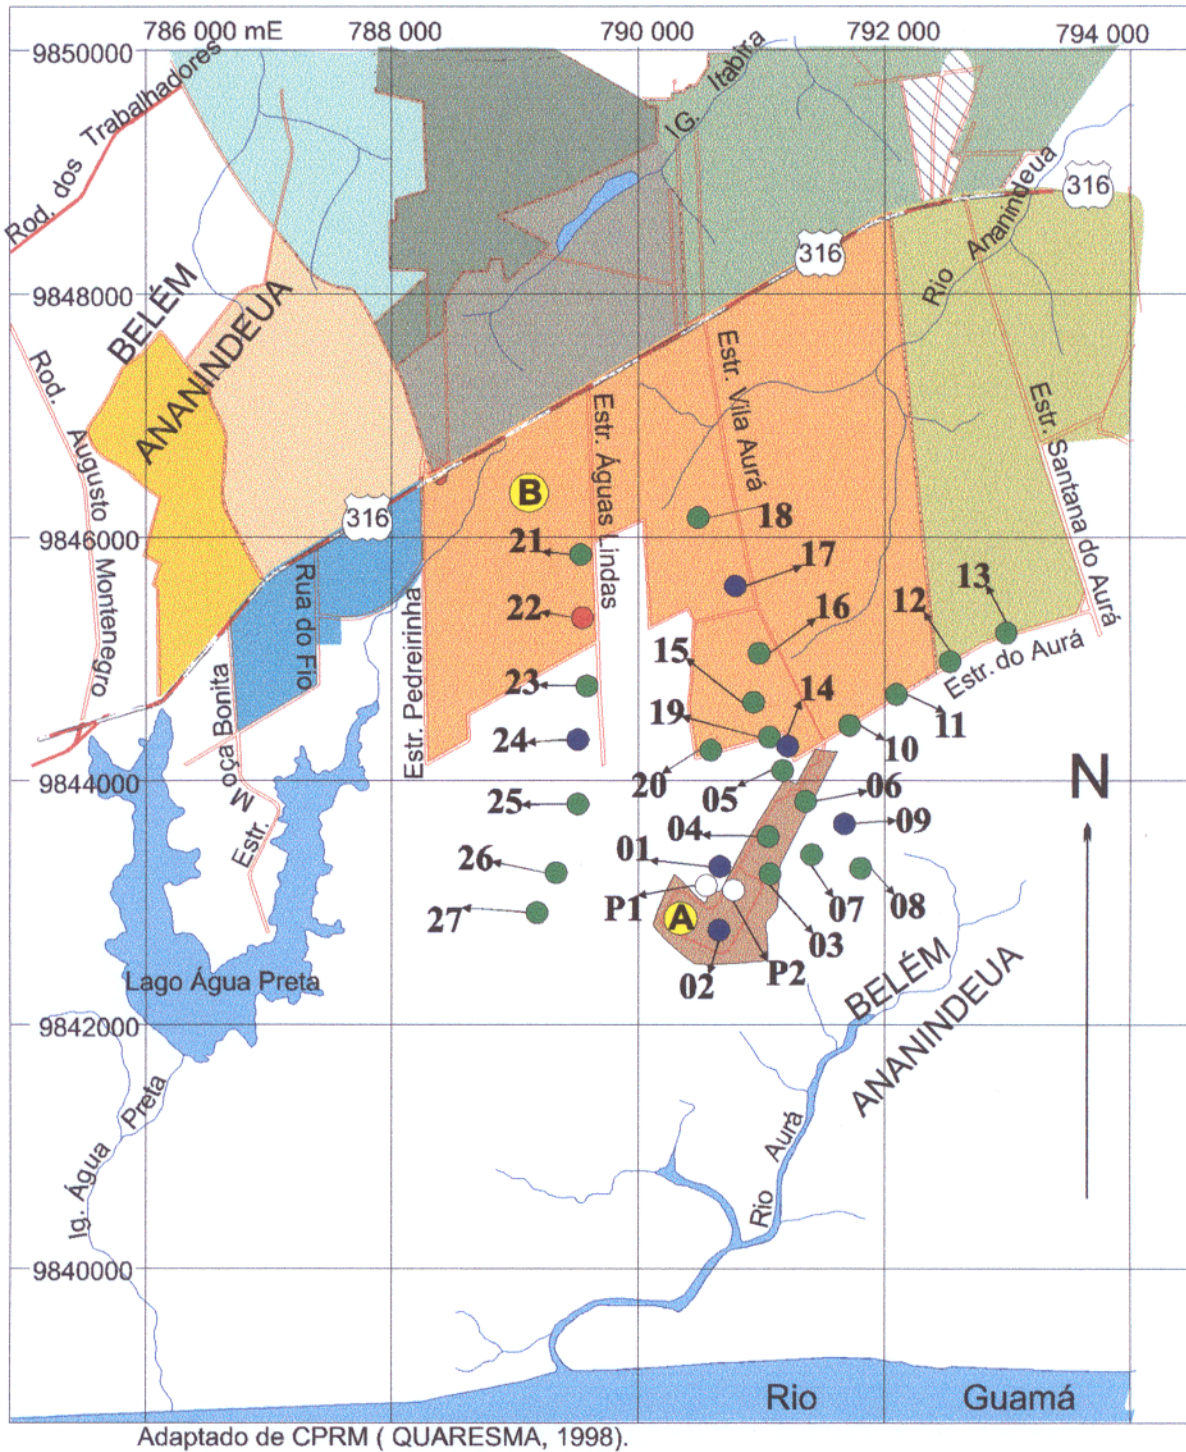 786 000 mE
788 000
790 000
792 000
794 000
9850000
Rod. dos Trabalhadores
IG. Itabira
316
Rio Ananindeua
316
9848000
BELÉM
ANANINDEUA
Rod. Augusto Montenegro
Estr. Vila Aurá
Estr. Águas Lindas
Estr. Santana do Aurá
B
316
18
9846000
21
17
Rua do Fio
Estr. Pedreirinha
22
16
12
13
15
23
14
Estr. do Aurá
Estr. Moça Bonita
24
19
11
10
9844000
20
05
06
N
25
04
09
01
26
P1
07
08
27
A
03
02
P2
BELÉM
ANANINDEUA
Lago Água Preta
9842000
Ig. Água Preta
Rio Aurá
9840000
Rio Guamá
Adaptado de CPRM ( QUARESMA, 1998).